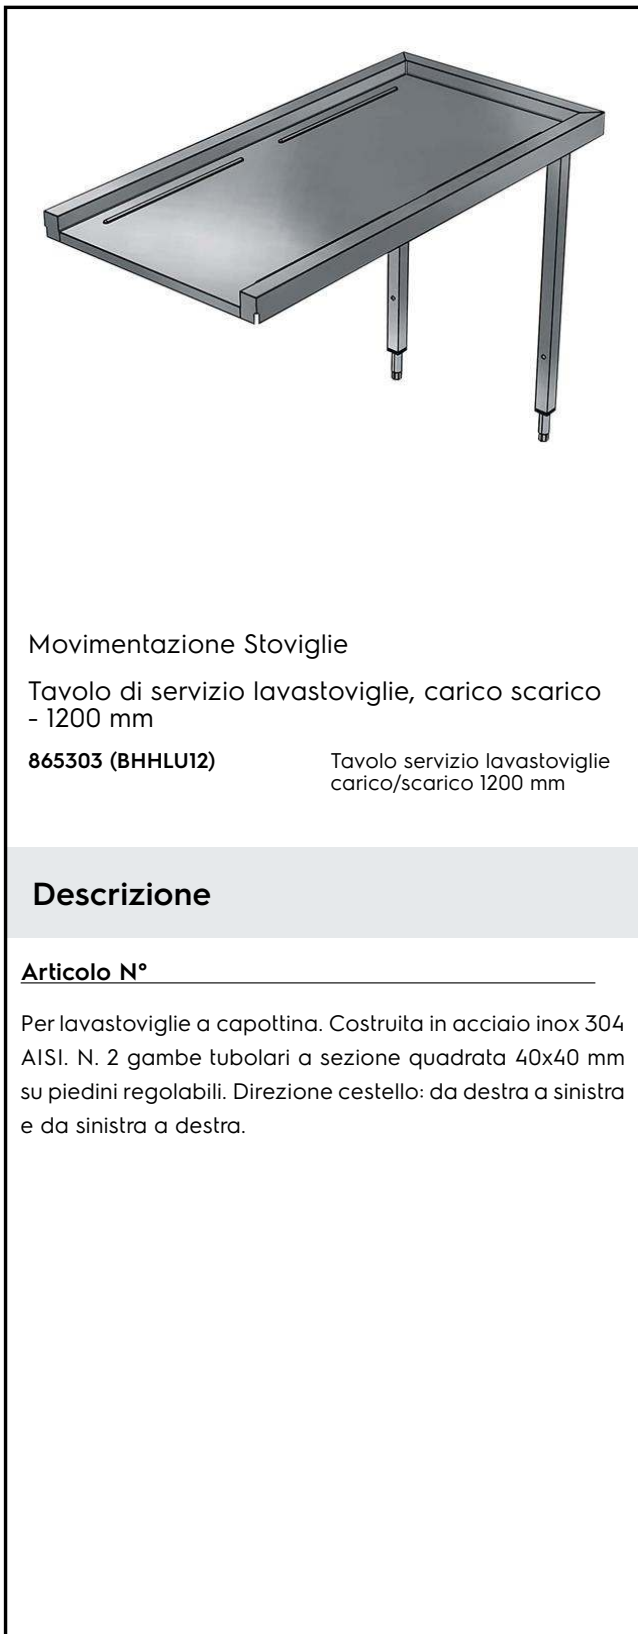 Movimentazione Stoviglie
Tavolo di servizio lavastoviglie, carico scarico
- 1200 mm
865303 (BHHLU12)
Tavolo servizio lavastoviglie
carico/scarico 1200 mm
Descrizione
Articolo N°
Per lavastoviglie a capottina. Costruita in acciaio inox 304
AISI. N. 2 gambe tubolari a sezione quadrata 40x40 mm
su piedini regolabili. Direzione cestello: da destra a sinistra
e da sinistra a destra.